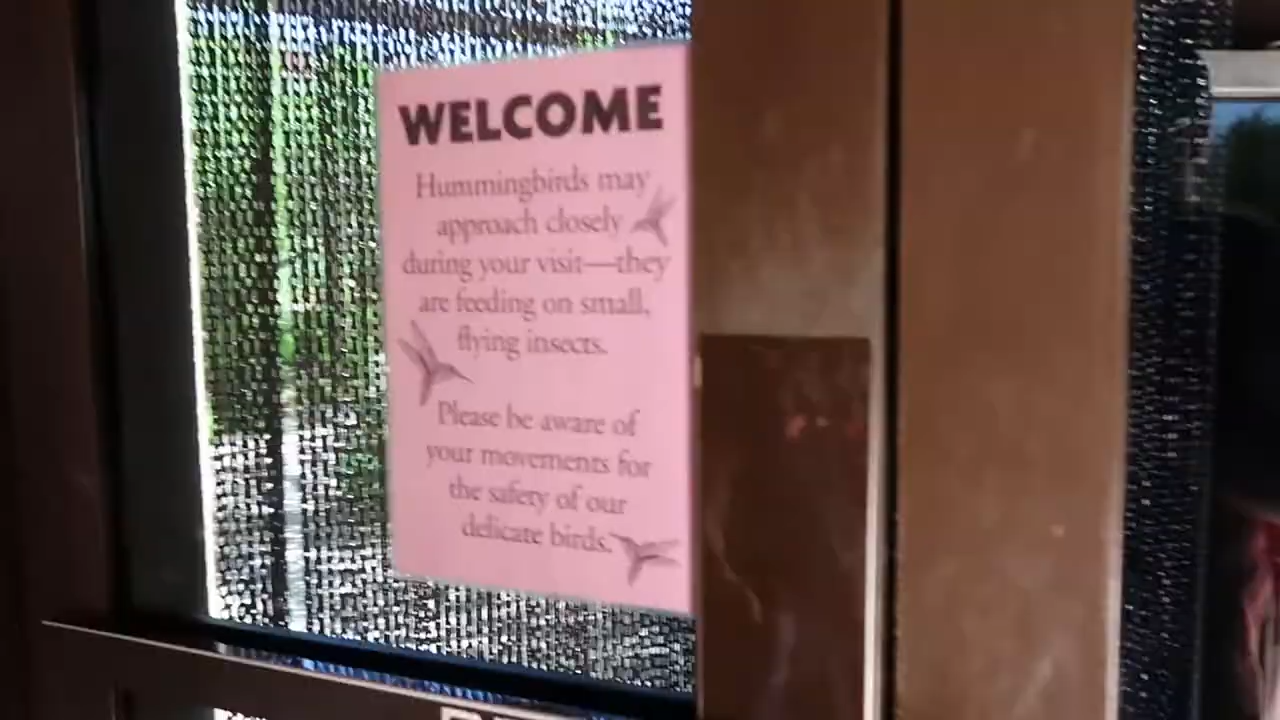 WELCOME
Hummingbirds may
approach closely
during your visit—they
are feeding on small,
flying insects.
Please be aware of
your movements for
the safety of our
delicate birds.